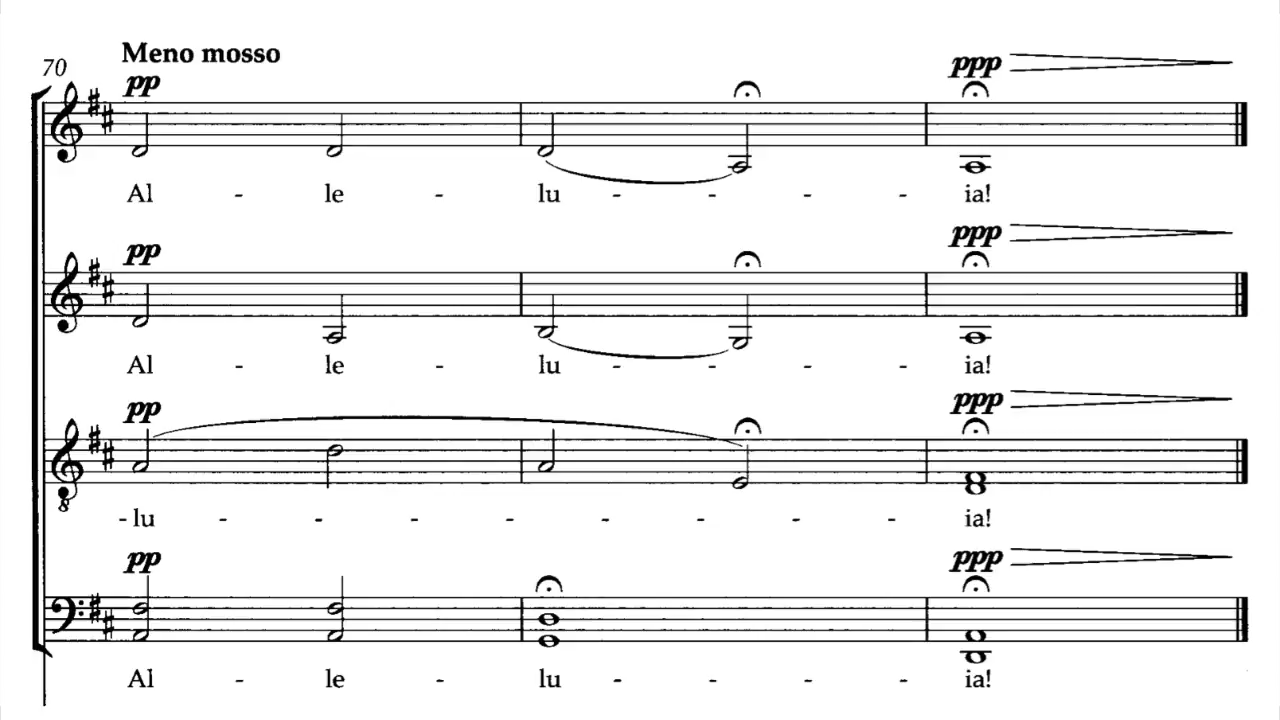 Meno mosso
70
pp
ppp
Al - le - lu - - - - ia!
pp
ppp
Al - le - lu - - - - ia!
pp
ppp
8
- lu - - - - - - - - ia!
pp
ppp
Al - le - lu - - - - ia!